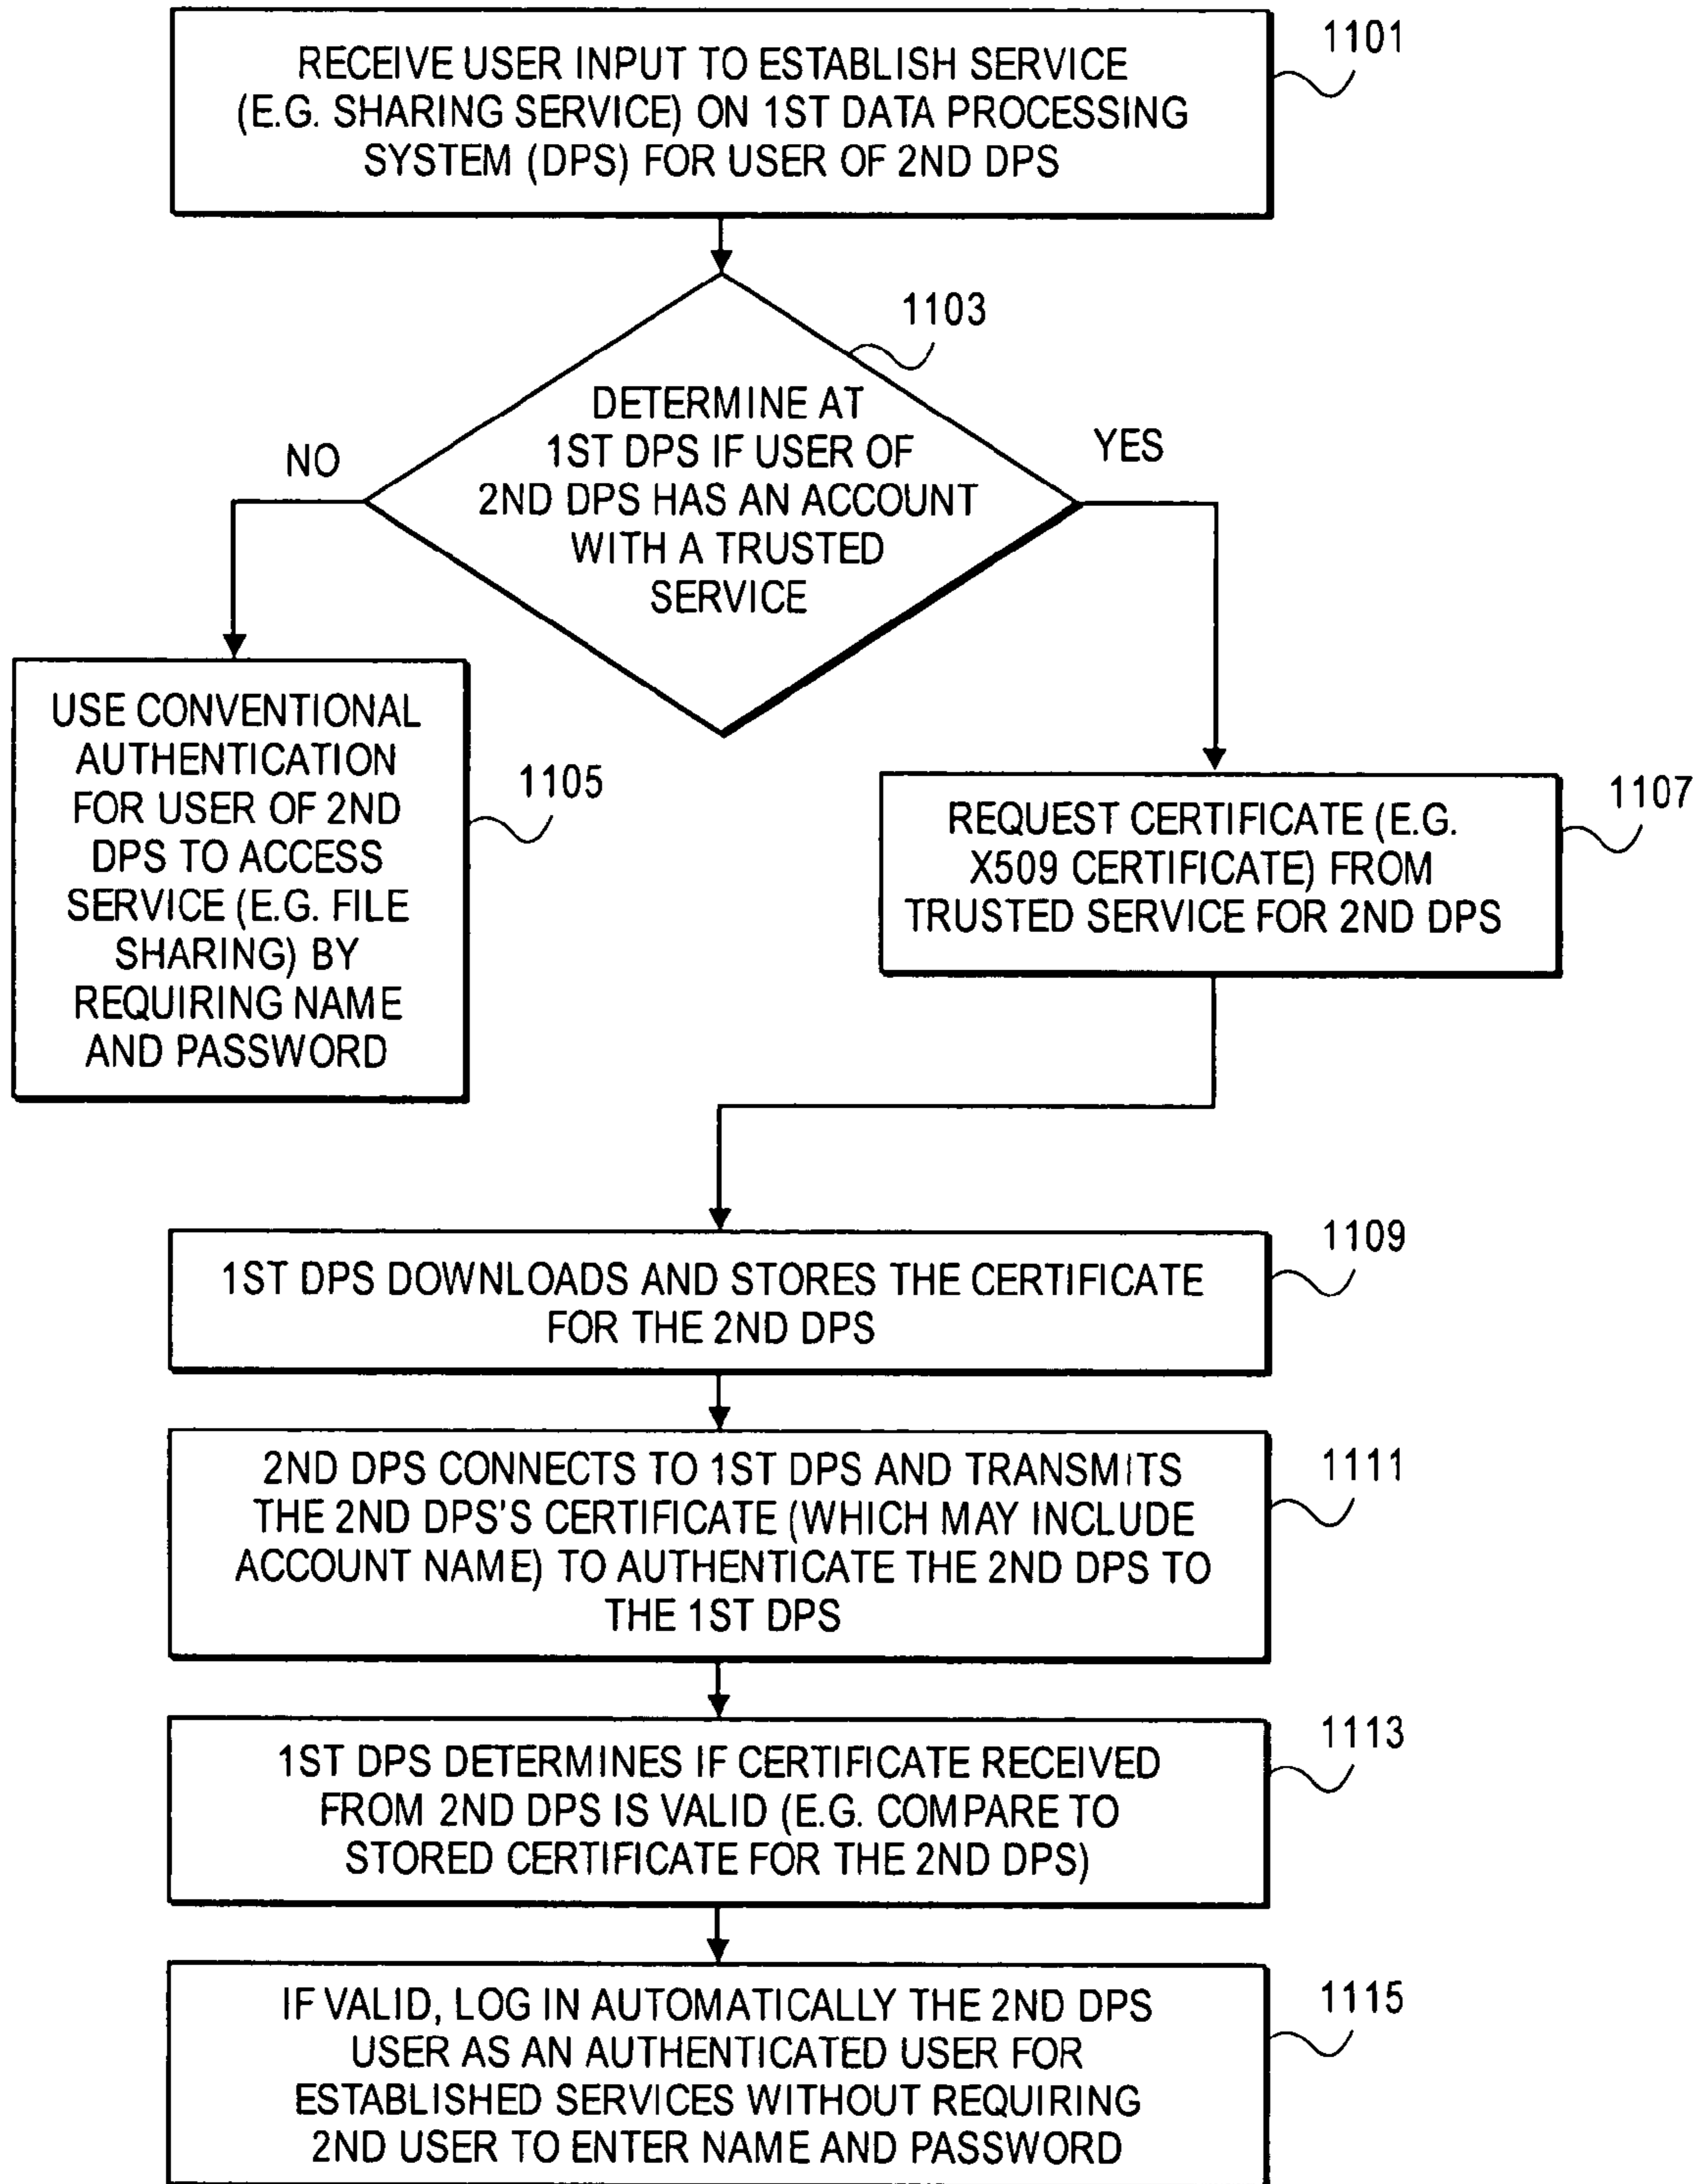 RECEIVE USER INPUT TO ESTABLISH SERVICE
(E.G. SHARING SERVICE) ON 1ST DATA PROCESSING
SYSTEM (DPS) FOR USER OF 2ND DPS
1101
1103
DETERMINE AT
1ST DPS IF USER OF
2ND DPS HAS AN ACCOUNT
WITH A TRUSTED
SERVICE
NO
YES
USE CONVENTIONAL
AUTHENTICATION
FOR USER OF 2ND
DPS TO ACCESS
SERVICE (E.G. FILE
SHARING) BY
REQUIRING NAME
AND PASSWORD
1105
REQUEST CERTIFICATE (E.G.
X509 CERTIFICATE) FROM
TRUSTED SERVICE FOR 2ND DPS
1107
1ST DPS DOWNLOADS AND STORES THE CERTIFICATE
FOR THE 2ND DPS
1109
2ND DPS CONNECTS TO 1ST DPS AND TRANSMITS
THE 2ND DPS'S CERTIFICATE (WHICH MAY INCLUDE
ACCOUNT NAME) TO AUTHENTICATE THE 2ND DPS TO
THE 1ST DPS
1111
1ST DPS DETERMINES IF CERTIFICATE RECEIVED
FROM 2ND DPS IS VALID (E.G. COMPARE TO
STORED CERTIFICATE FOR THE 2ND DPS)
1113
IF VALID, LOG IN AUTOMATICALLY THE 2ND DPS
USER AS AN AUTHENTICATED USER FOR
ESTABLISHED SERVICES WITHOUT REQUIRING
2ND USER TO ENTER NAME AND PASSWORD
1115